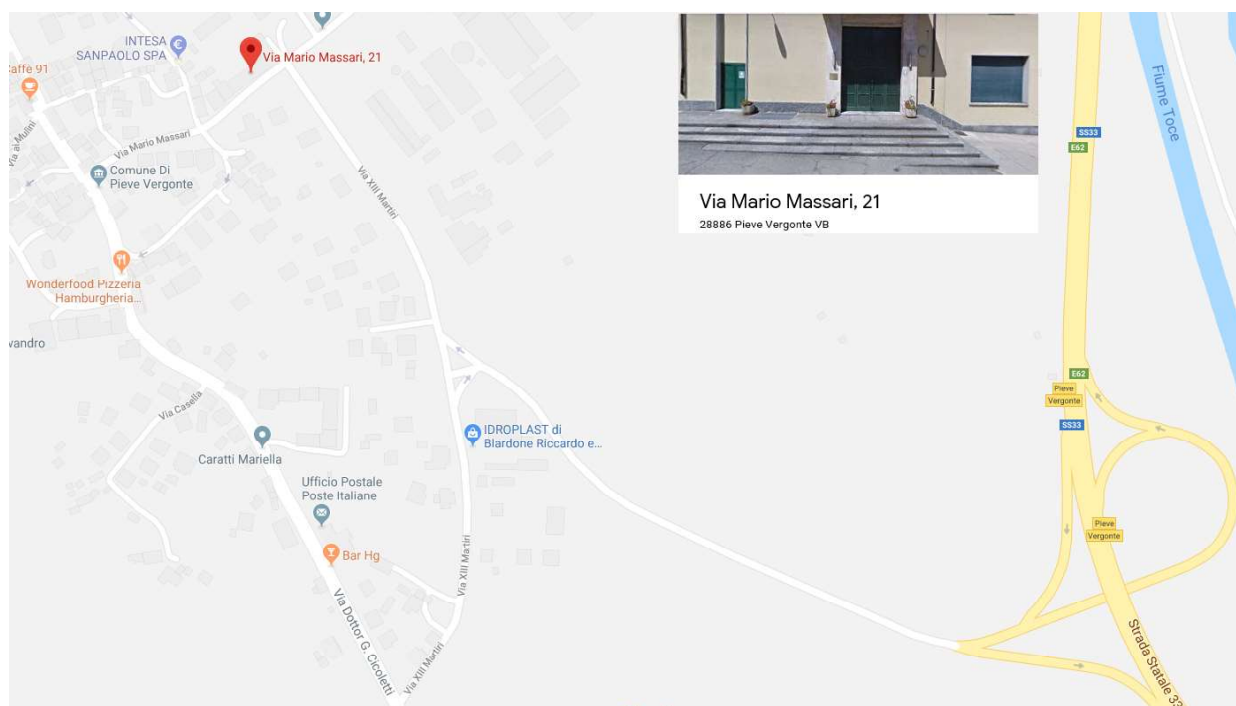 INTESA
SANPAOLO SPA
Via Mario Massari, 21
Caffe 91
Via ai Mulini
Via Mario Massari
Comune Di
Pieve Vergonte
Via XIII Martiri
Wonderfood Pizzeria
Hamburgheria...
vandro
Via Casella
Caratti Mariella
IDROPLAST di
Blardone Riccardo e...
Ufficio Postale
Poste Italiane
Bar Hg
Via XIII Martiri
Via Dottor G. Cicoletti
Via XIII Martiri
Via Mario Massari, 21
28886 Pieve Vergonte VB
Fiume Toce
SS33
E62
E62
Pieve
Vergonte
SS33
Pieve
Vergonte
Strada Statale 33